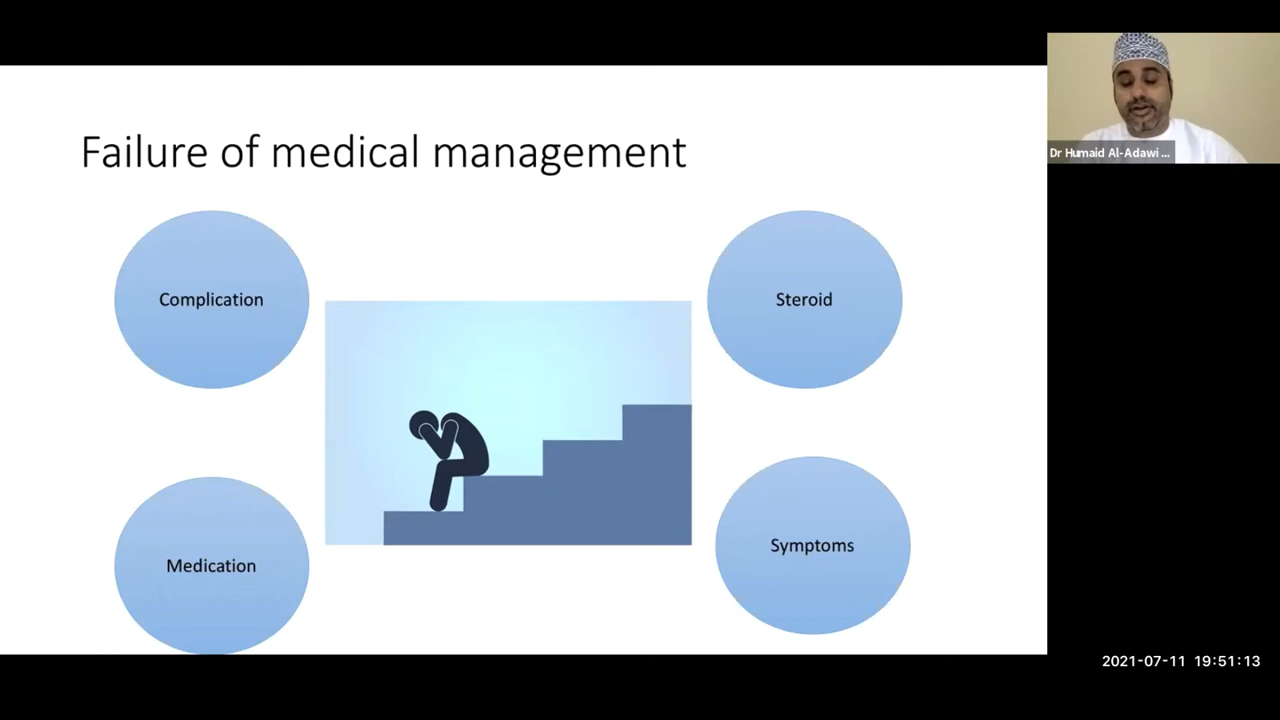 Failure of medical management
Complication
Steroid
Medication
Symptoms
Dr Humaid Al-Adawi ...
2021-07-11 19:51:13